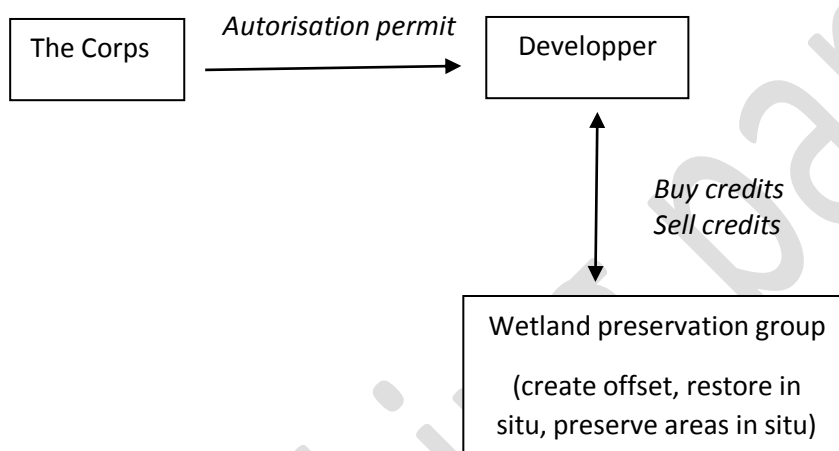 The Corps
Autorisation permit
Developper
Buy credits
Sell credits
Wetland preservation group
(create offset, restore in
situ, preserve areas in situ)